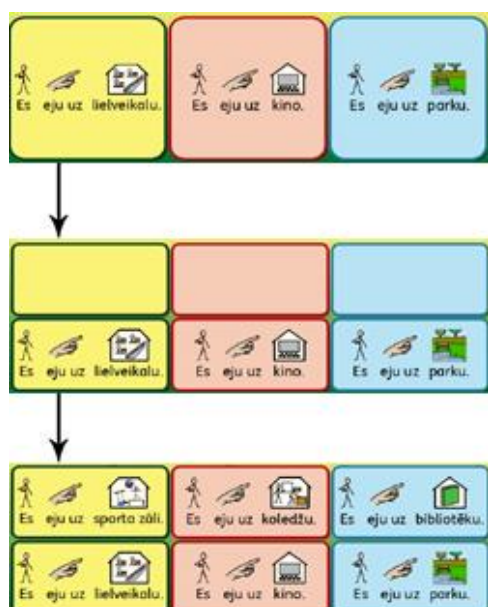 Es eju uz lielveikalu.
Es eju uz kino.
Es eju uz parku.
Es eju uz lielveikalu.
Es eju uz kino.
Es eju uz parku.
Es eju uz sporta zāli.
Es eju uz koledžu.
Es eju uz bibliotēku.
Es eju uz lielveikalu.
Es eju uz kino.
Es eju uz parku.